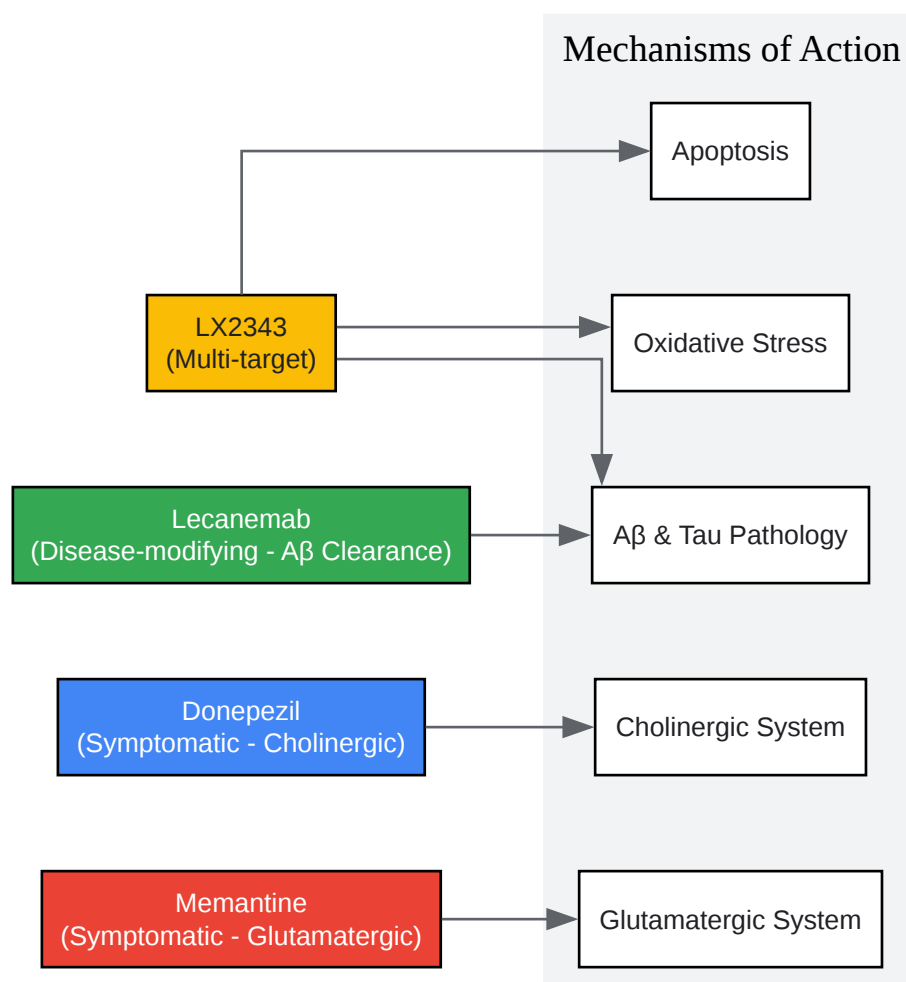 Mechanisms of Action
Apoptosis
LX2343
(Multi-target)
Oxidative Stress
Lecanemab
(Disease-modifying - Aβ Clearance)
Aβ & Tau Pathology
Donepezil
(Symptomatic - Cholinergic)
Cholinergic System
Memantine
(Symptomatic - Glutamatergic)
Glutamatergic System